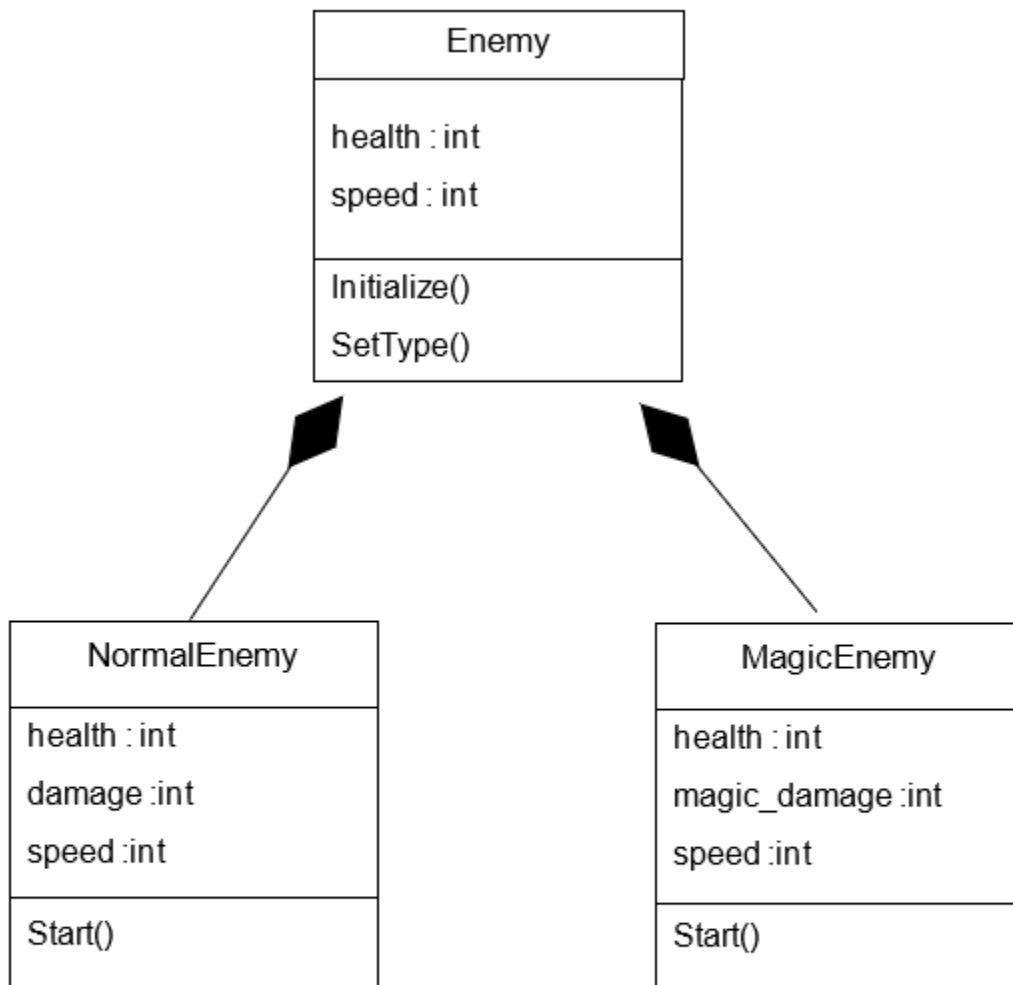 Enemy
health : int
speed : int
Initialize()
SetType()
NormalEnemy
health : int
damage :int
speed :int
Start()
MagicEnemy
health : int
magic_damage :int
speed :int
Start()